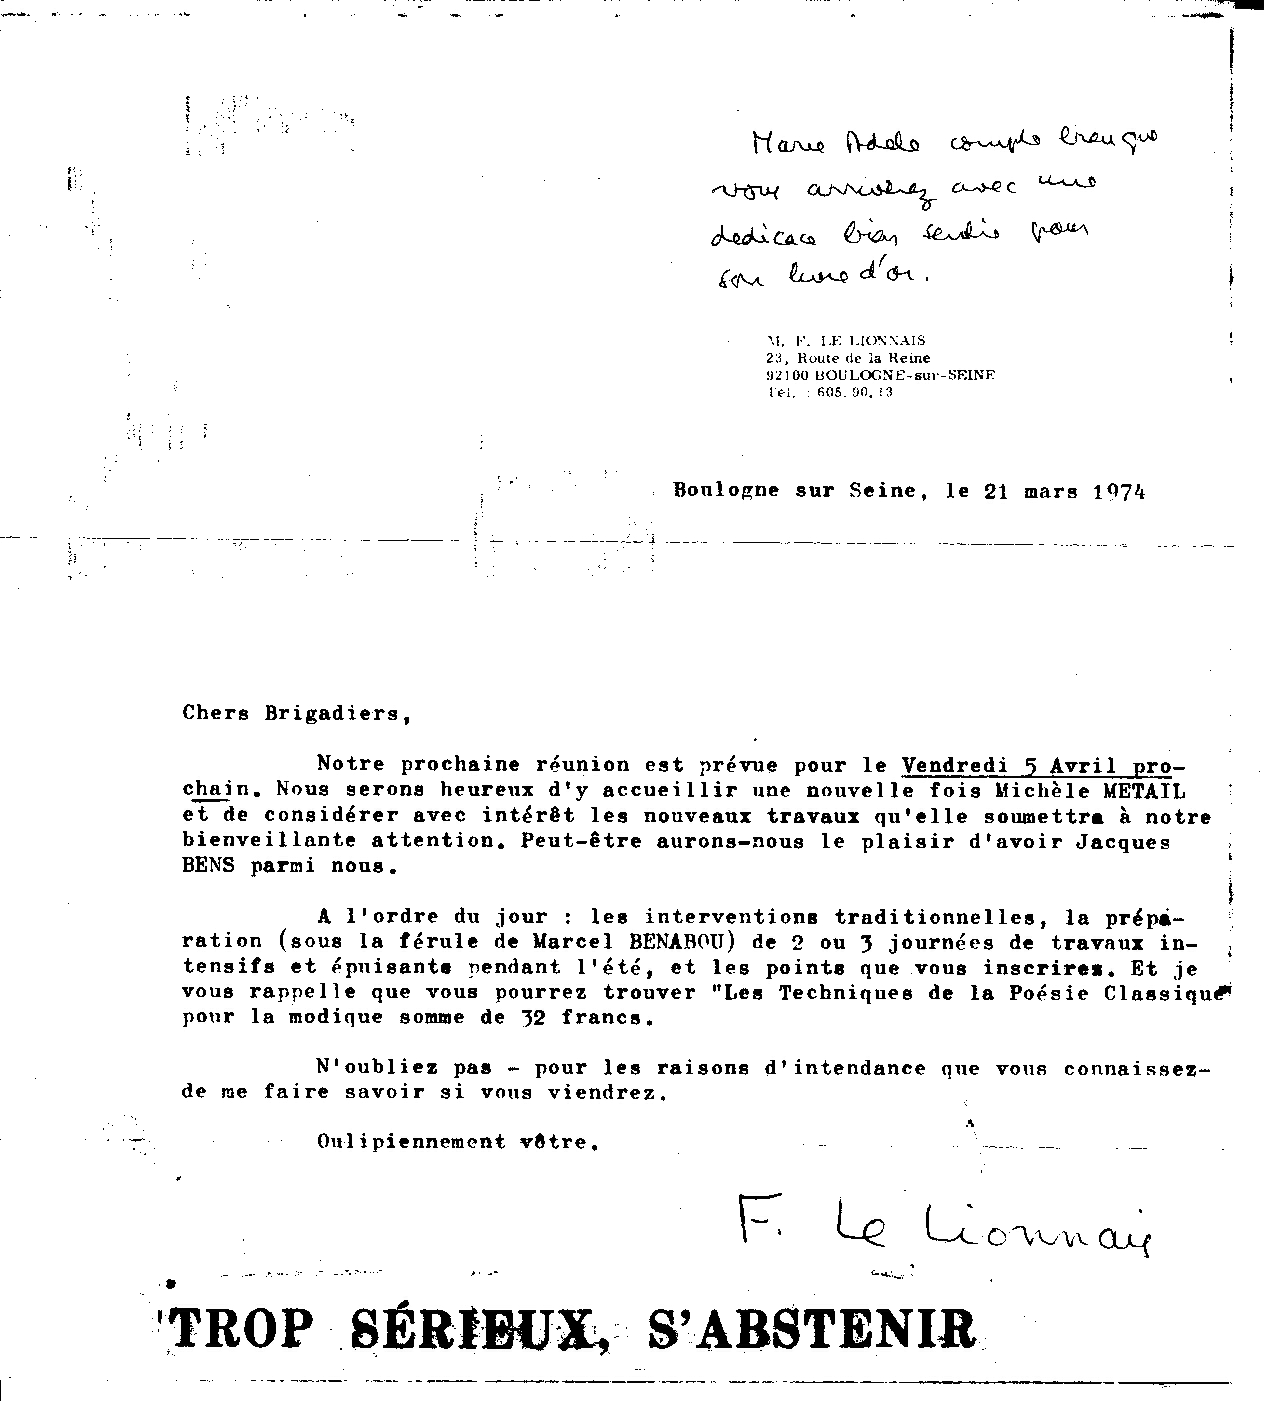 Marie Adèle compte bien que
vous arriverez avec une
dédicace bien sentie pour
son livre d'or.
M. F. LE LIONNAIS
23, Route de la Reine
92100 BOULOGNE-sur-SEINE
Tél. : 605.90.13
Boulogne sur Seine, le 21 mars 1974
Chers Brigadiers,
Notre prochaine réunion est prévue pour le Vendredi 5 Avril pro-
chain. Nous serons heureux d'y accueillir une nouvelle fois Michèle METAIL
et de considérer avec intérêt les nouveaux travaux qu'elle soumettra à notre
bienveillante attention. Peut-être aurons-nous le plaisir d'avoir Jacques
BENS parmi nous.
A l'ordre du jour : les interventions traditionnelles, la prépa-
ration (sous la férule de Marcel BENABOU) de 2 ou 3 journées de travaux in-
tensifs et épuisants pendant l'été, et les points que vous inscrires. Et je
vous rappelle que vous pourrez trouver "Les Techniques de la Poésie Classique"
pour la modique somme de 32 francs.
N'oubliez pas - pour les raisons d'intendance que vous connaissez-
de me faire savoir si vous viendrez.
Oulipiennement vôtre.
F. Le Lionnais
TROP SÉRIEUX, S'ABSTENIR